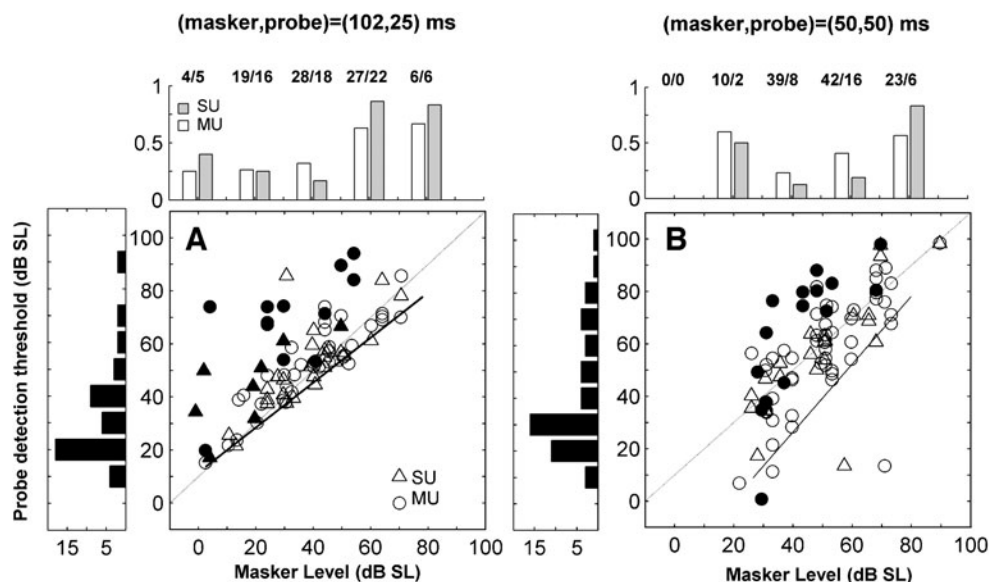 (masker,probe)=(102,25) ms
(masker,probe)=(50,50) ms
4/5 19/16 28/18 27/22 6/6
0/0 10/2 39/8 42/16 23/6
1
0.5
0
SU
MU
1
0.5
0
Probe detection threshold (dB SL)
100
80
60
40
20
0
A
SU
MU
100
80
60
40
20
0
B
15 5
0 20 40 60 80 100
15 5
0 20 40 60 80 100
Masker Level (dB SL)
Masker Level (dB SL)